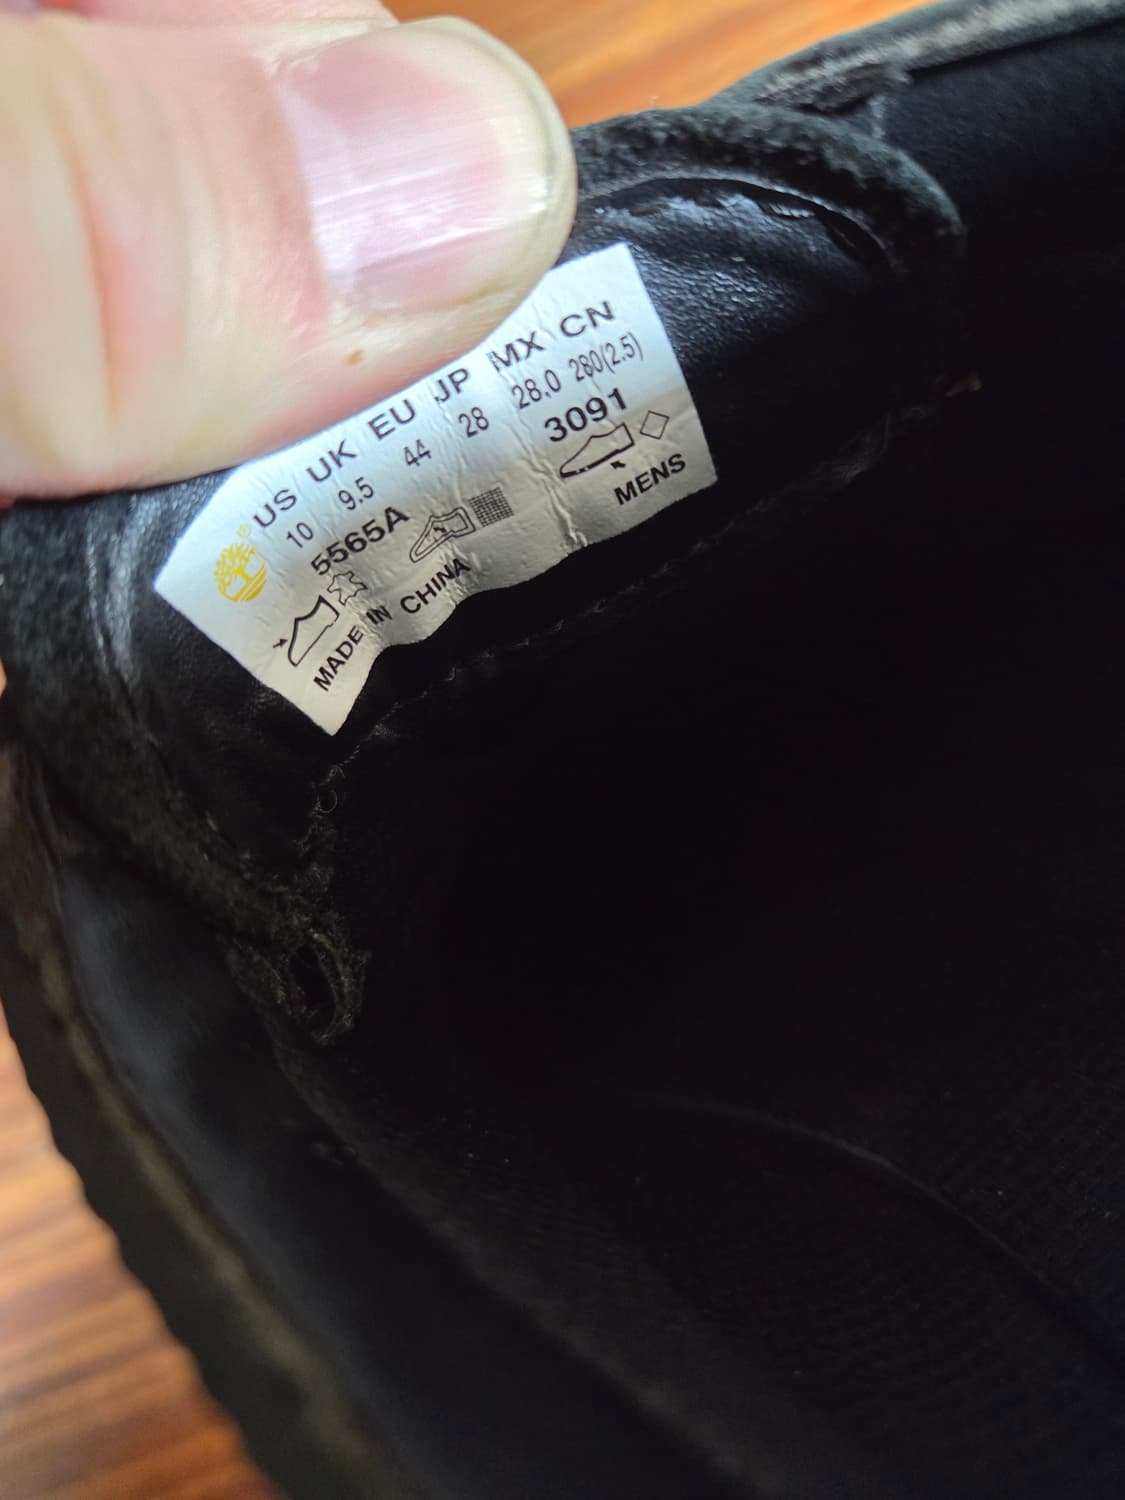 US UK EU JP MX CN
10 9.5 44 28 28.0 280(2.5)
5565A 3091
MENS
MADE IN CHINA
®